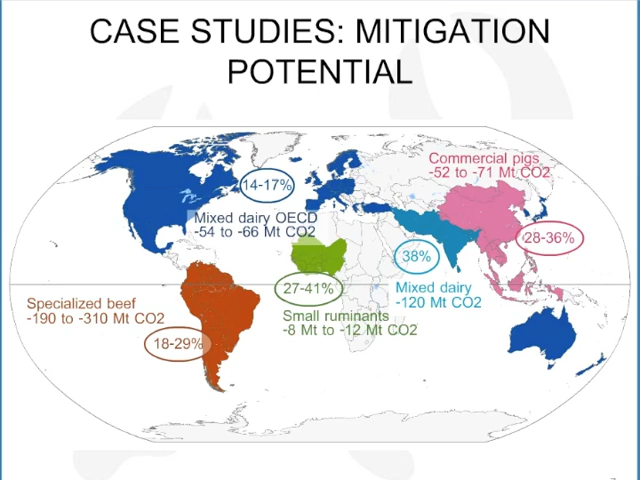 CASE STUDIES: MITIGATION
POTENTIAL
Commercial pigs
-52 to -71 Mt CO2
14-17%
Mixed dairy OECD
-54 to -66 Mt CO2
28-36%
38%
27-41%
Mixed dairy
-120 Mt CO2
Specialized beef
-190 to -310 Mt CO2
Small ruminants
-8 Mt to -12 Mt CO2
18-29%